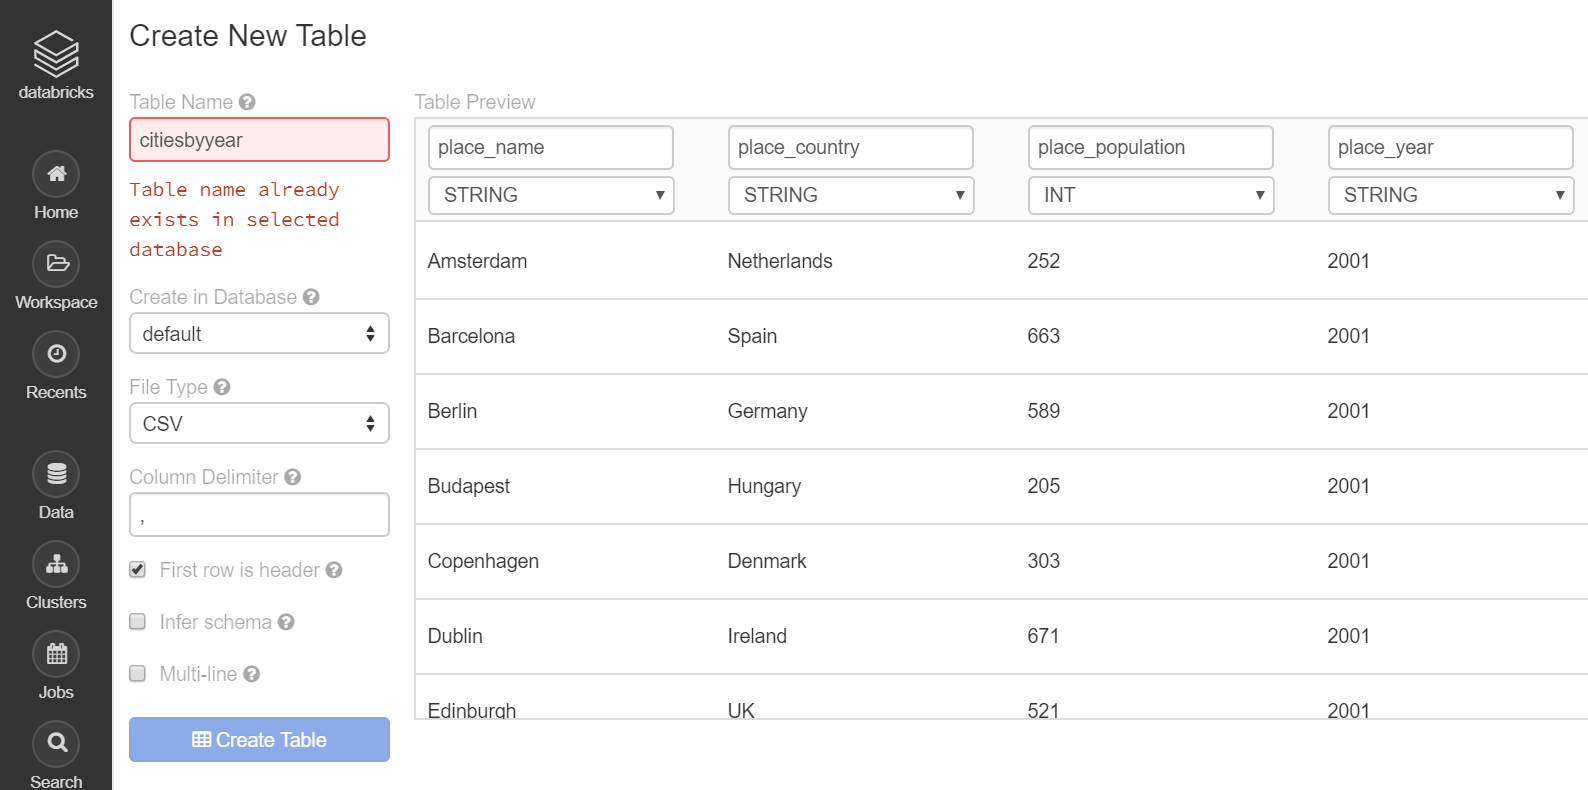 databricks
Home
Workspace
Recents
Data
Clusters
Jobs
Search
Create New Table
Table Name
citiesbyyear
Table name already
exists in selected
database
Create in Database
default
File Type
CSV
Column Delimiter
,
First row is header
Infer schema
Multi-line
Create Table
Table Preview
place_name place_country place_population place_year
STRING STRING INT STRING
Amsterdam Netherlands 252 2001
Barcelona Spain 663 2001
Berlin Germany 589 2001
Budapest Hungary 205 2001
Copenhagen Denmark 303 2001
Dublin Ireland 671 2001
Edinburgh UK 521 2001